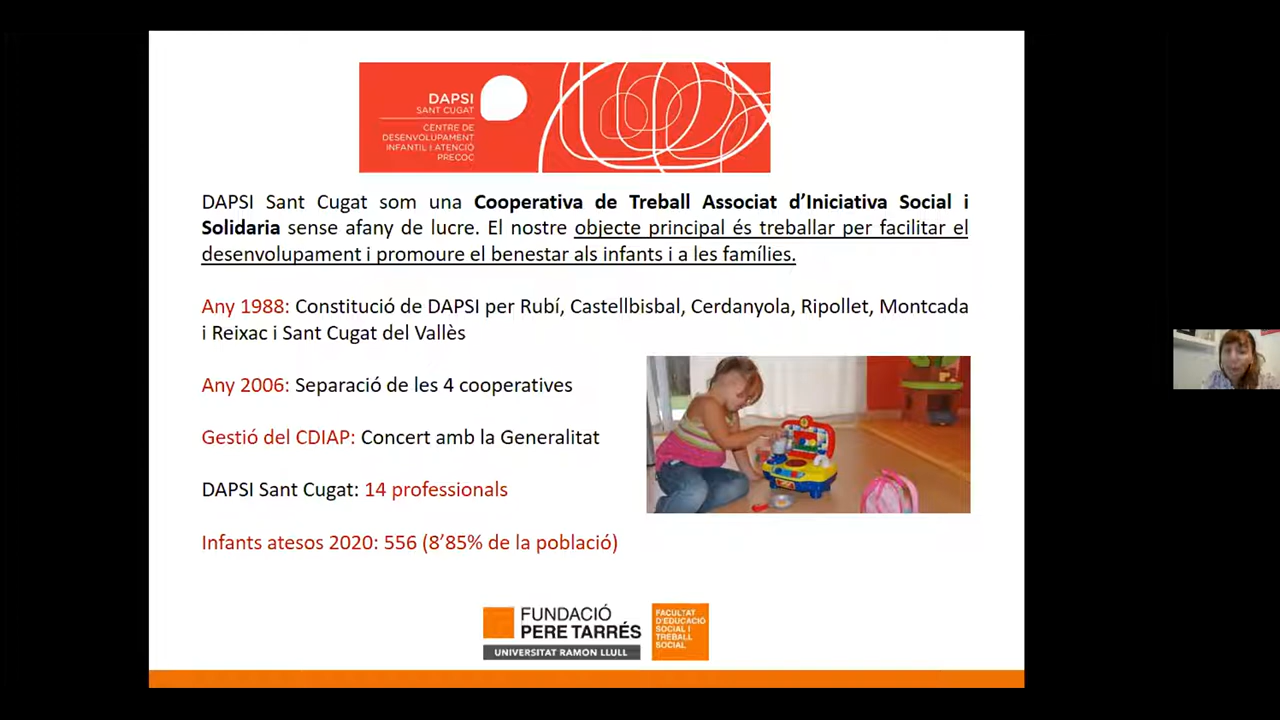 DAPSI
SANT CUGAT
CENTRE DE
DESENVOLUPAMENT
INFANTIL I ATENCIÓ
PRECOÇ
DAPSI Sant Cugat som una Cooperativa de Treball Associat d’Iniciativa Social i
Solidaria sense afany de lucre. El nostre objecte principal és treballar per facilitar el
desenvolupament i promoure el benestar als infants i a les famílies.
Any 1988: Constitució de DAPSI per Rubí, Castellbisbal, Cerdanyola, Ripollet, Montcada
i Reixac i Sant Cugat del Vallès
Any 2006: Separació de les 4 cooperatives
Gestió del CDIAP: Concert amb la Generalitat
DAPSI Sant Cugat: 14 professionals
Infants atesos 2020: 556 (8’85% de la població)
FUNDACIÓ
PERE TARRÉS
UNIVERSITAT RAMON LLULL
FACULTAT
D'EDUCACIÓ
SOCIAL I
TREBALL
SOCIAL